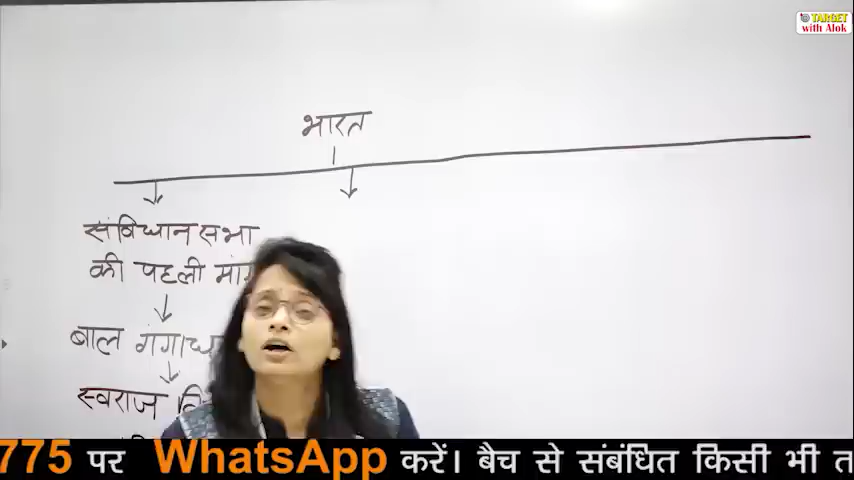 TARGET
with Alok
भारत
संविधान सभा
की पहली मांग
बाल
स्वराज
775 पर WhatsApp करें। बैच से संबंधित किसी भी